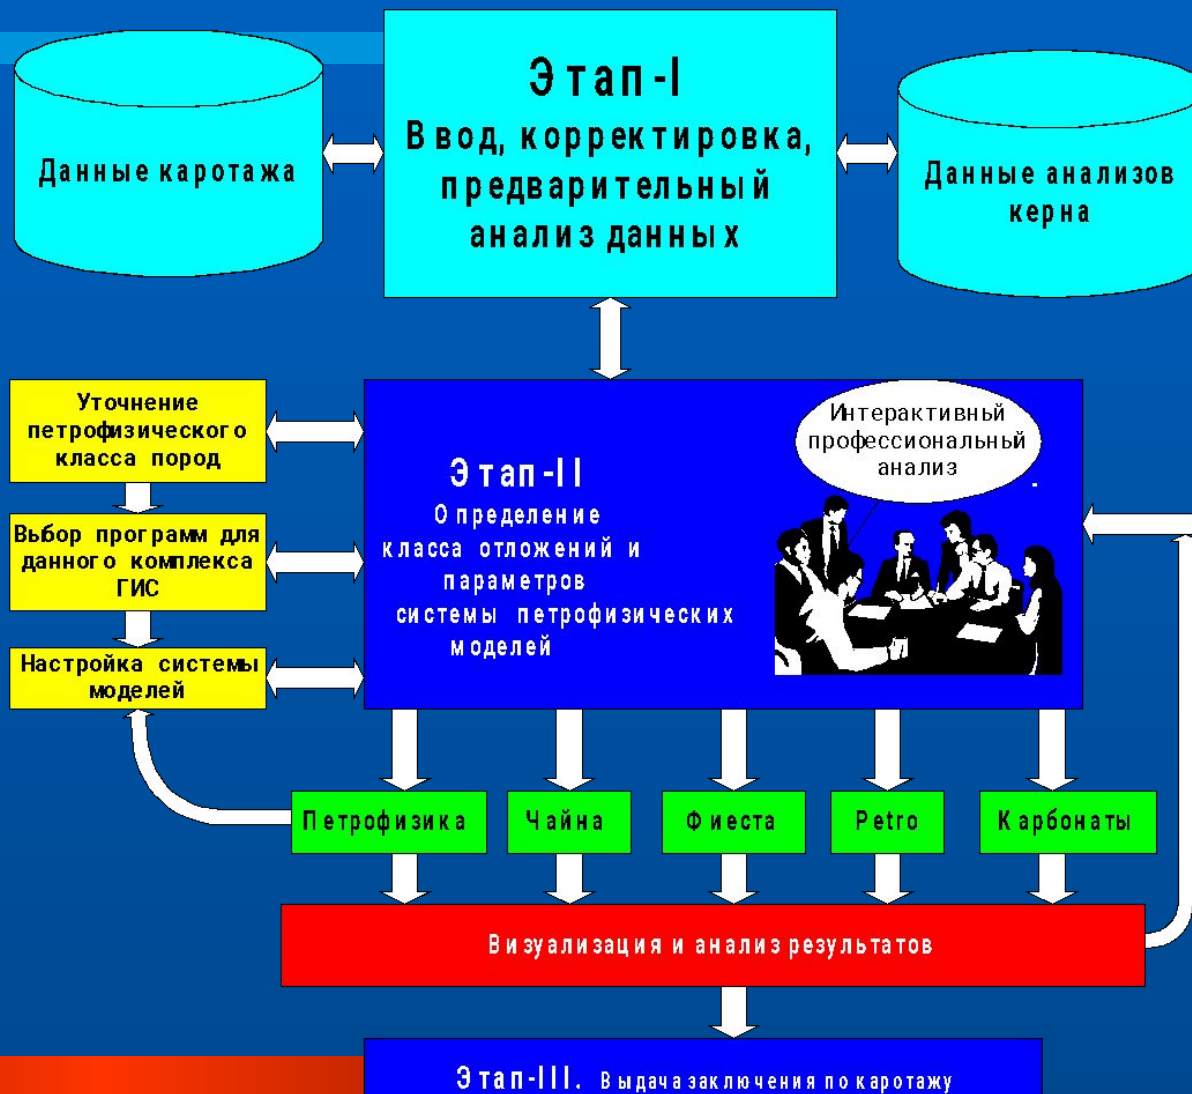 Этап-I
Ввод, корректировка,
предварительный
анализ данных
Данные каротажа
Данные анализов
керна
Уточнение
петрофизического
класса пород
Выбор программ для
данного комплекса
ГИС
Настройка системы
моделей
Этап-II
Определение
класса отложений и
параметров
системы петрофизических
моделей
Интерактивный
профессиональный
анализ
Петрофизика
Чайна
Фиеста
Petro
Карбонаты
Визуализация и анализ результатов
Этап-III. Выдача заключения по каротажу